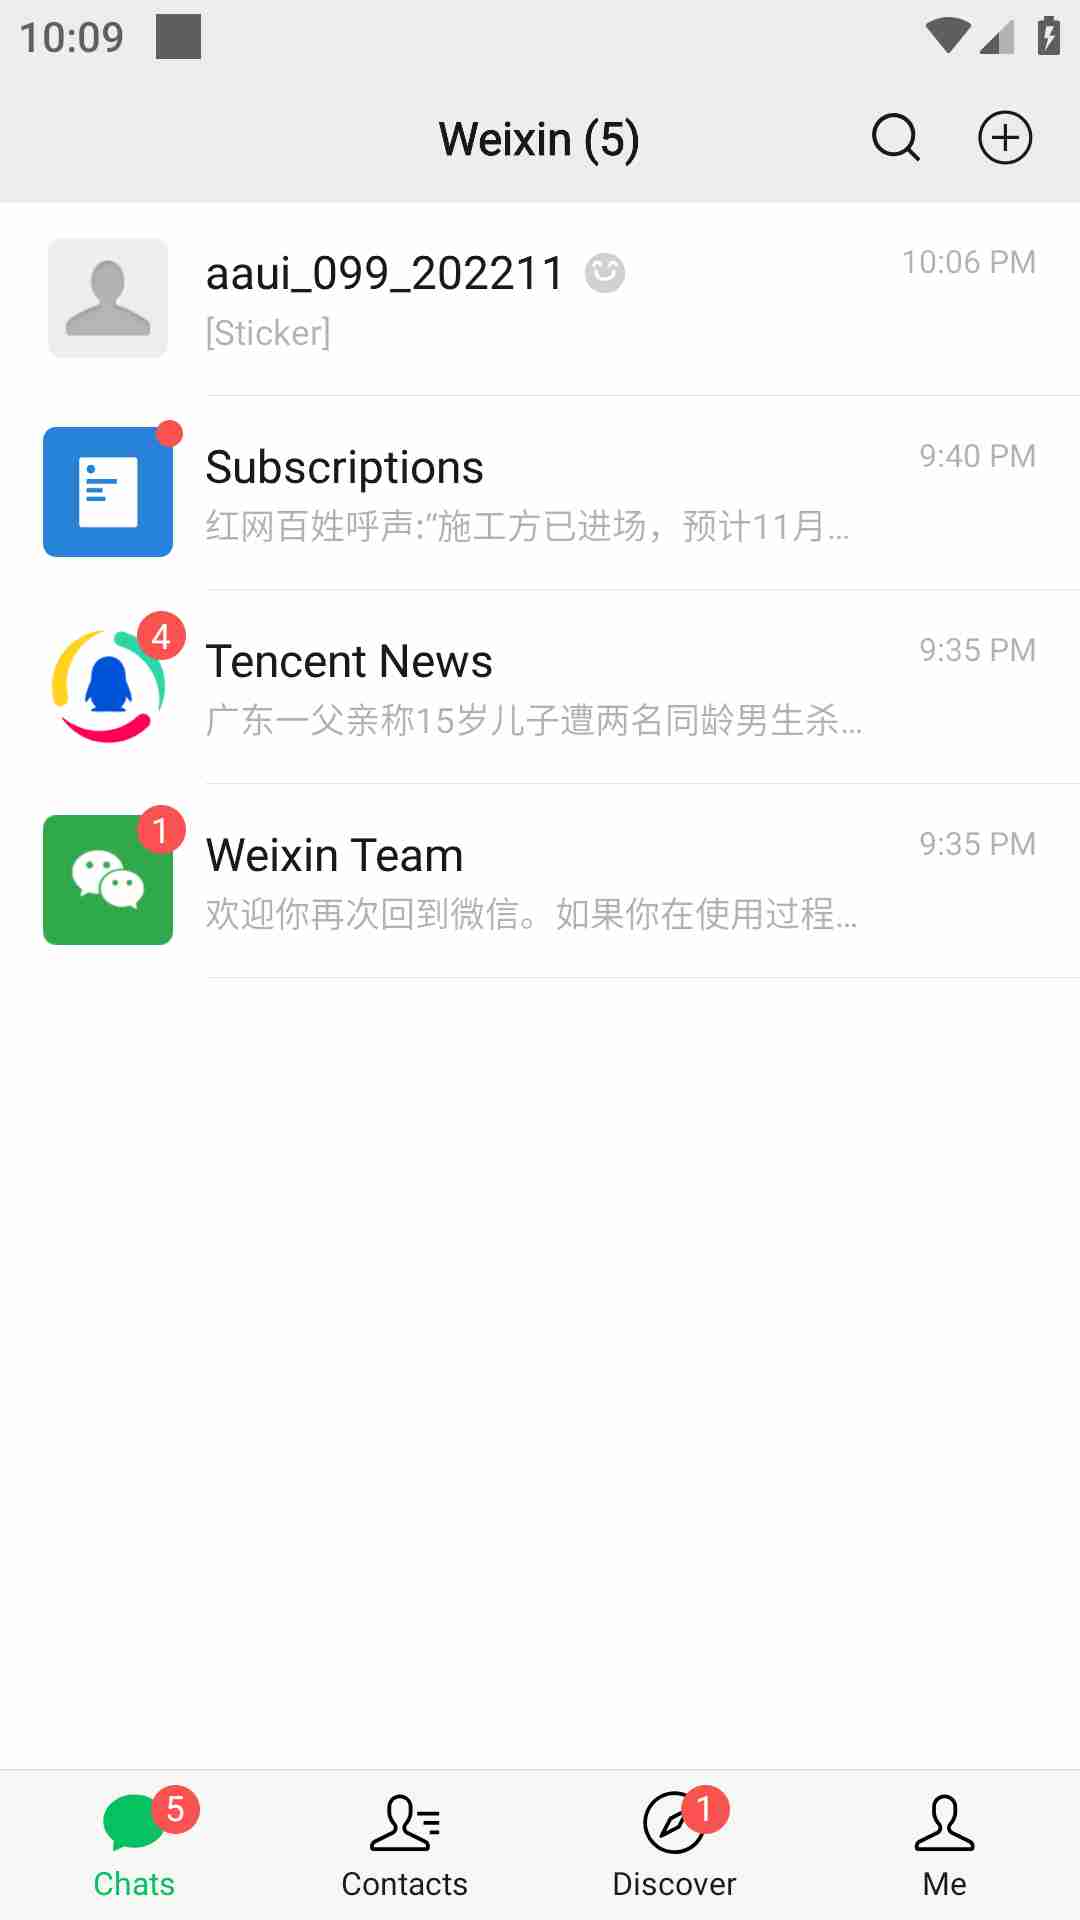 10:09
Weixin (5)
aaui_099_202211
10:06 PM
[Sticker]
Subscriptions
9:40 PM
红网百姓呼声:“施工方已进场，预计11月...
4
Tencent News
9:35 PM
广东一父亲称15岁儿子遭两名同龄男生杀...
1
Weixin Team
9:35 PM
欢迎你再次回到微信。如果你在使用过程...
5
1
Chats
Contacts
Discover
Me